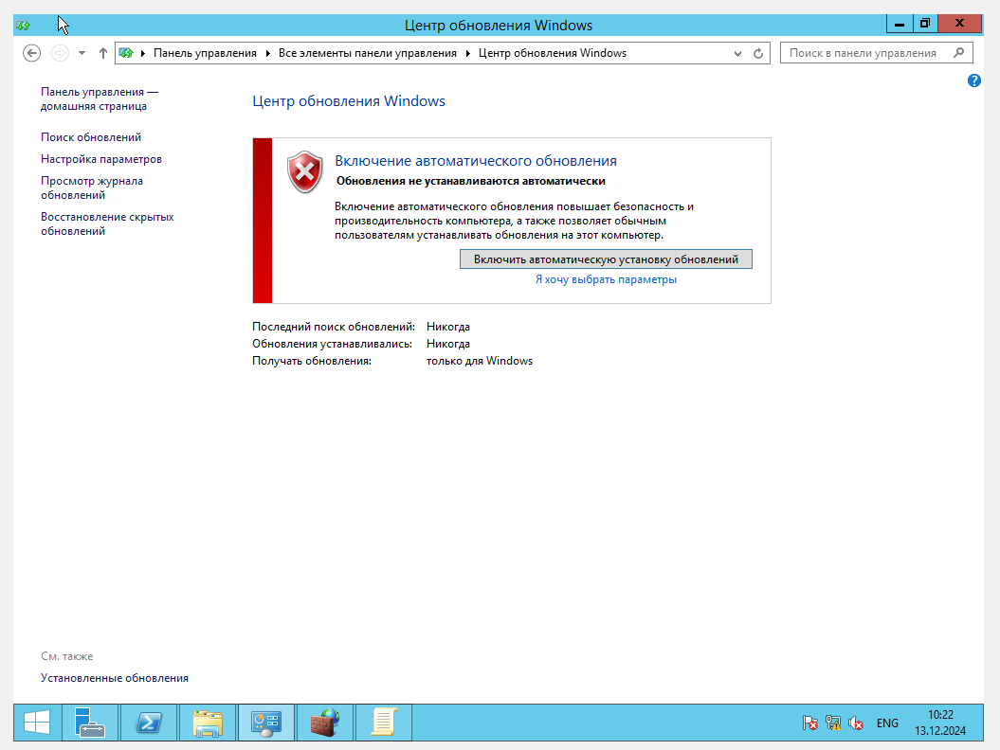 Центр обновления Windows
Панель управления
Все элементы панели управления
Центр обновления Windows
Поиск в панели управления
Панель управления —
домашняя страница
Поиск обновлений
Настройка параметров
Просмотр журнала
обновлений
Восстановление скрытых
обновлений
Центр обновления Windows
Включение автоматического обновления
Обновления не устанавливаются автоматически
Включение автоматического обновления повышает безопасность и
производительность компьютера, а также позволяет обычным
пользователям устанавливать обновления на этот компьютер.
Включить автоматическую установку обновлений
Я хочу выбрать параметры
Последний поиск обновлений: Никогда
Обновления устанавливались: Никогда
Получать обновления: только для Windows
См. также
Установленные обновления
ENG
10:22
13.12.2024